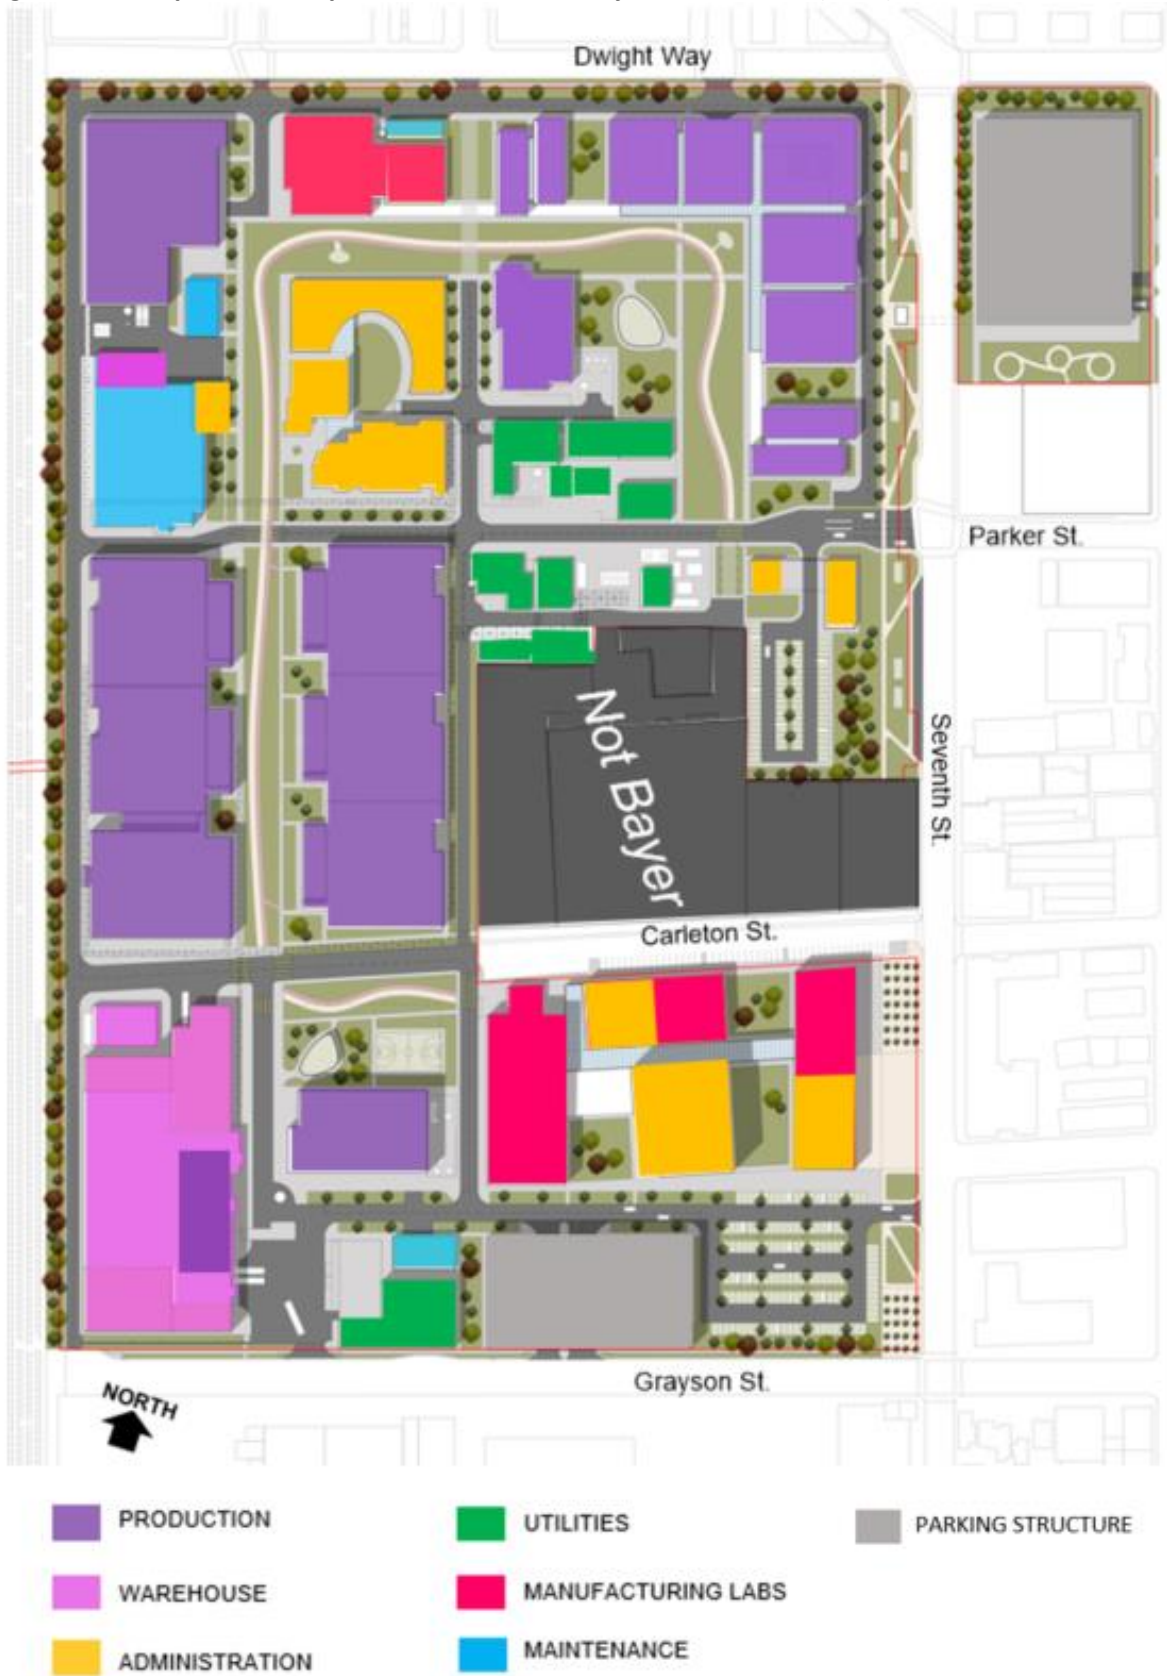 Dwight Way
Parker St.
Not Bayer
Seventh St.
Carleton St.
Grayson St.
NORTH
PRODUCTION
UTILITIES
PARKING STRUCTURE
WAREHOUSE
MANUFACTURING LABS
ADMINISTRATION
MAINTENANCE